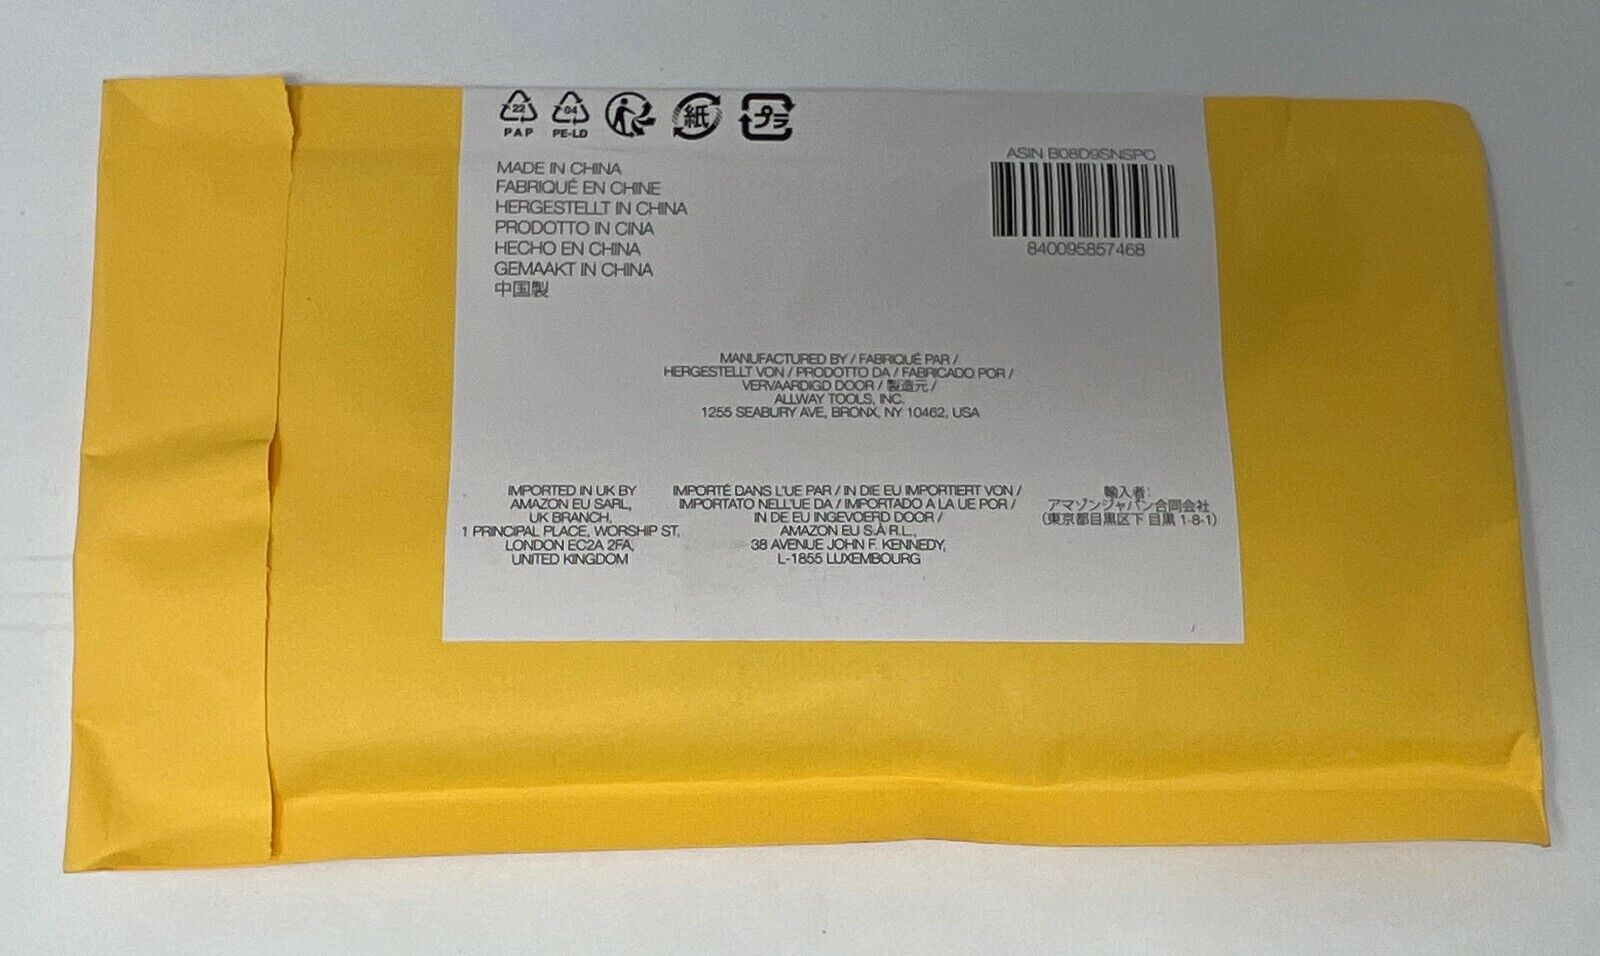 22 04 紙 プラ
PAP PE-LD
ASIN B08D9SNSPC
840095857468
MADE IN CHINA
FABRIQUÉ EN CHINE
HERGESTELLT IN CHINA
PRODOTTO IN CINA
HECHO EN CHINA
GEMAAKT IN CHINA
中国製
MANUFACTURED BY / FABRIQUÉ PAR /
HERGESTELLT VON / PRODOTTO DA / FABRICADO POR /
VERVAARDIGD DOOR / 製造元 /
ALLWAY TOOLS, INC.
1255 SEABURY AVE, BRONX, NY 10462, USA
IMPORTED IN UK BY
AMAZON EU SARL,
UK BRANCH,
1 PRINCIPAL PLACE, WORSHIP ST,
LONDON EC2A 2FA,
UNITED KINGDOM
IMPORTÉ DANS L'UE PAR / IN DIE EU IMPORTIERT VON /
IMPORTATO NELL'UE DA / IMPORTADO A LA UE POR /
IN DE EU INGEVOERD DOOR /
AMAZON EU S.À R.L.,
38 AVENUE JOHN F. KENNEDY,
L-1855 LUXEMBOURG
輸入者:
アマゾンジャパン合同会社
(東京都目黒区下 目黒 1-8-1)